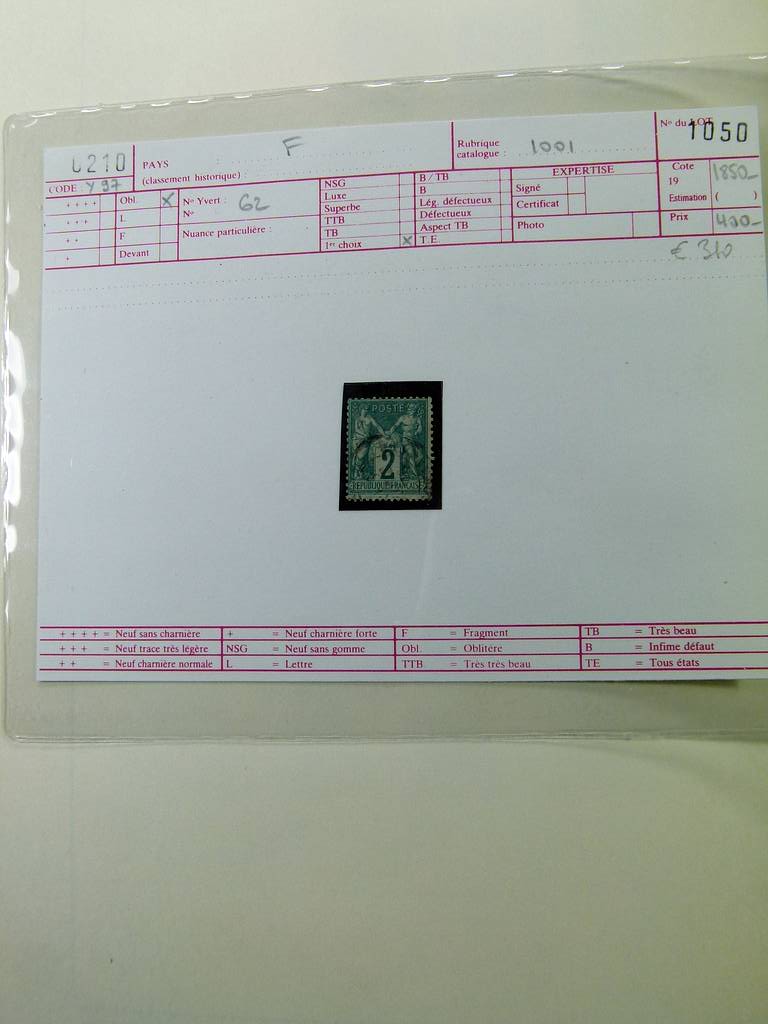 0210 PAYS F Rubrique 1001 N° du LOT 1050
(classement historique) : catalogue :
CODE : Y 97
++++ Obl. X N° Yvert : 62 NSG B / TB EXPERTISE Cote 1850-
+++ L N° Luxe B Signé 19
++ F Nuance particulière : Superbe Lég. défectueux Certificat Estimation ( )
+ Devant TTB Défectueux Prix 400-
TB Aspect TB Photo
1er choix X T.E.
€ 310
POSTE
2
REPUBLIQUE FRANCAISE
++++ = Neuf sans charnière + = Neuf charnière forte F = Fragment TB = Très beau
+++ = Neuf trace très légère NSG = Neuf sans gomme Obl. = Oblitéré B = Infime défaut
++ = Neuf charnière normale L = Lettre TTB = Très très beau TE = Tous états